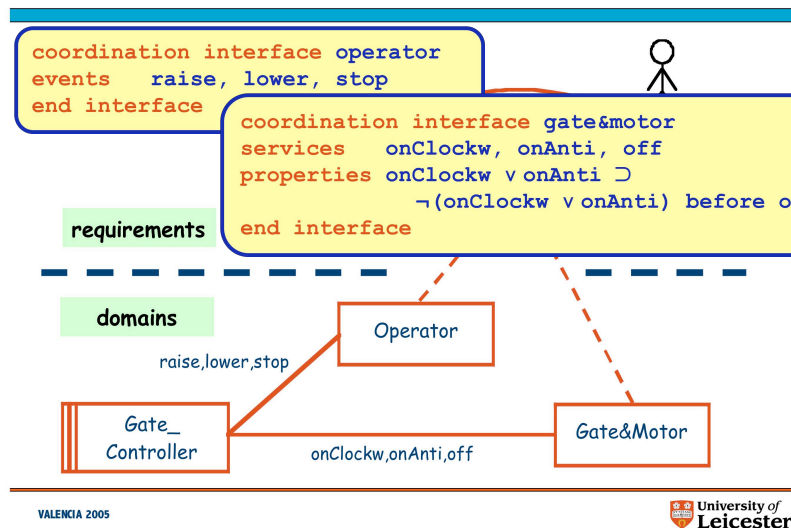 coordination interface operator
events raise, lower, stop
end interface
coordination interface gate&motor
services onClockw, onAnti, off
properties onClockw ∨ onAnti ⊃
¬(onClockw ∨ onAnti) before o
end interface
requirements
domains
Operator
raise,lower,stop
Gate_
Controller
onClockw,onAnti,off
Gate&Motor
VALENCIA 2005
University of
Leicester